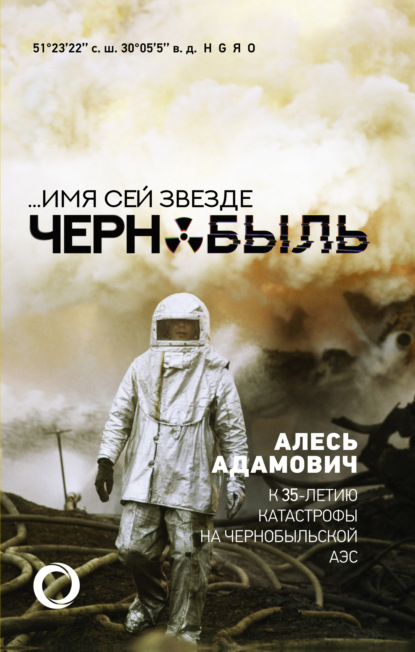 51°23′22′′ с. ш. 30°05′5′′ в. д. H G Я O
...ИМЯ СЕЙ ЗВЕЗДЕ
ЧЕРНОБЫЛЬ
АЛЕСЬ
АДАМОВИЧ
К 35-ЛЕТИЮ
КАТАСТРОФЫ
НА ЧЕРНОБЫЛЬСКОЙ
АЭС